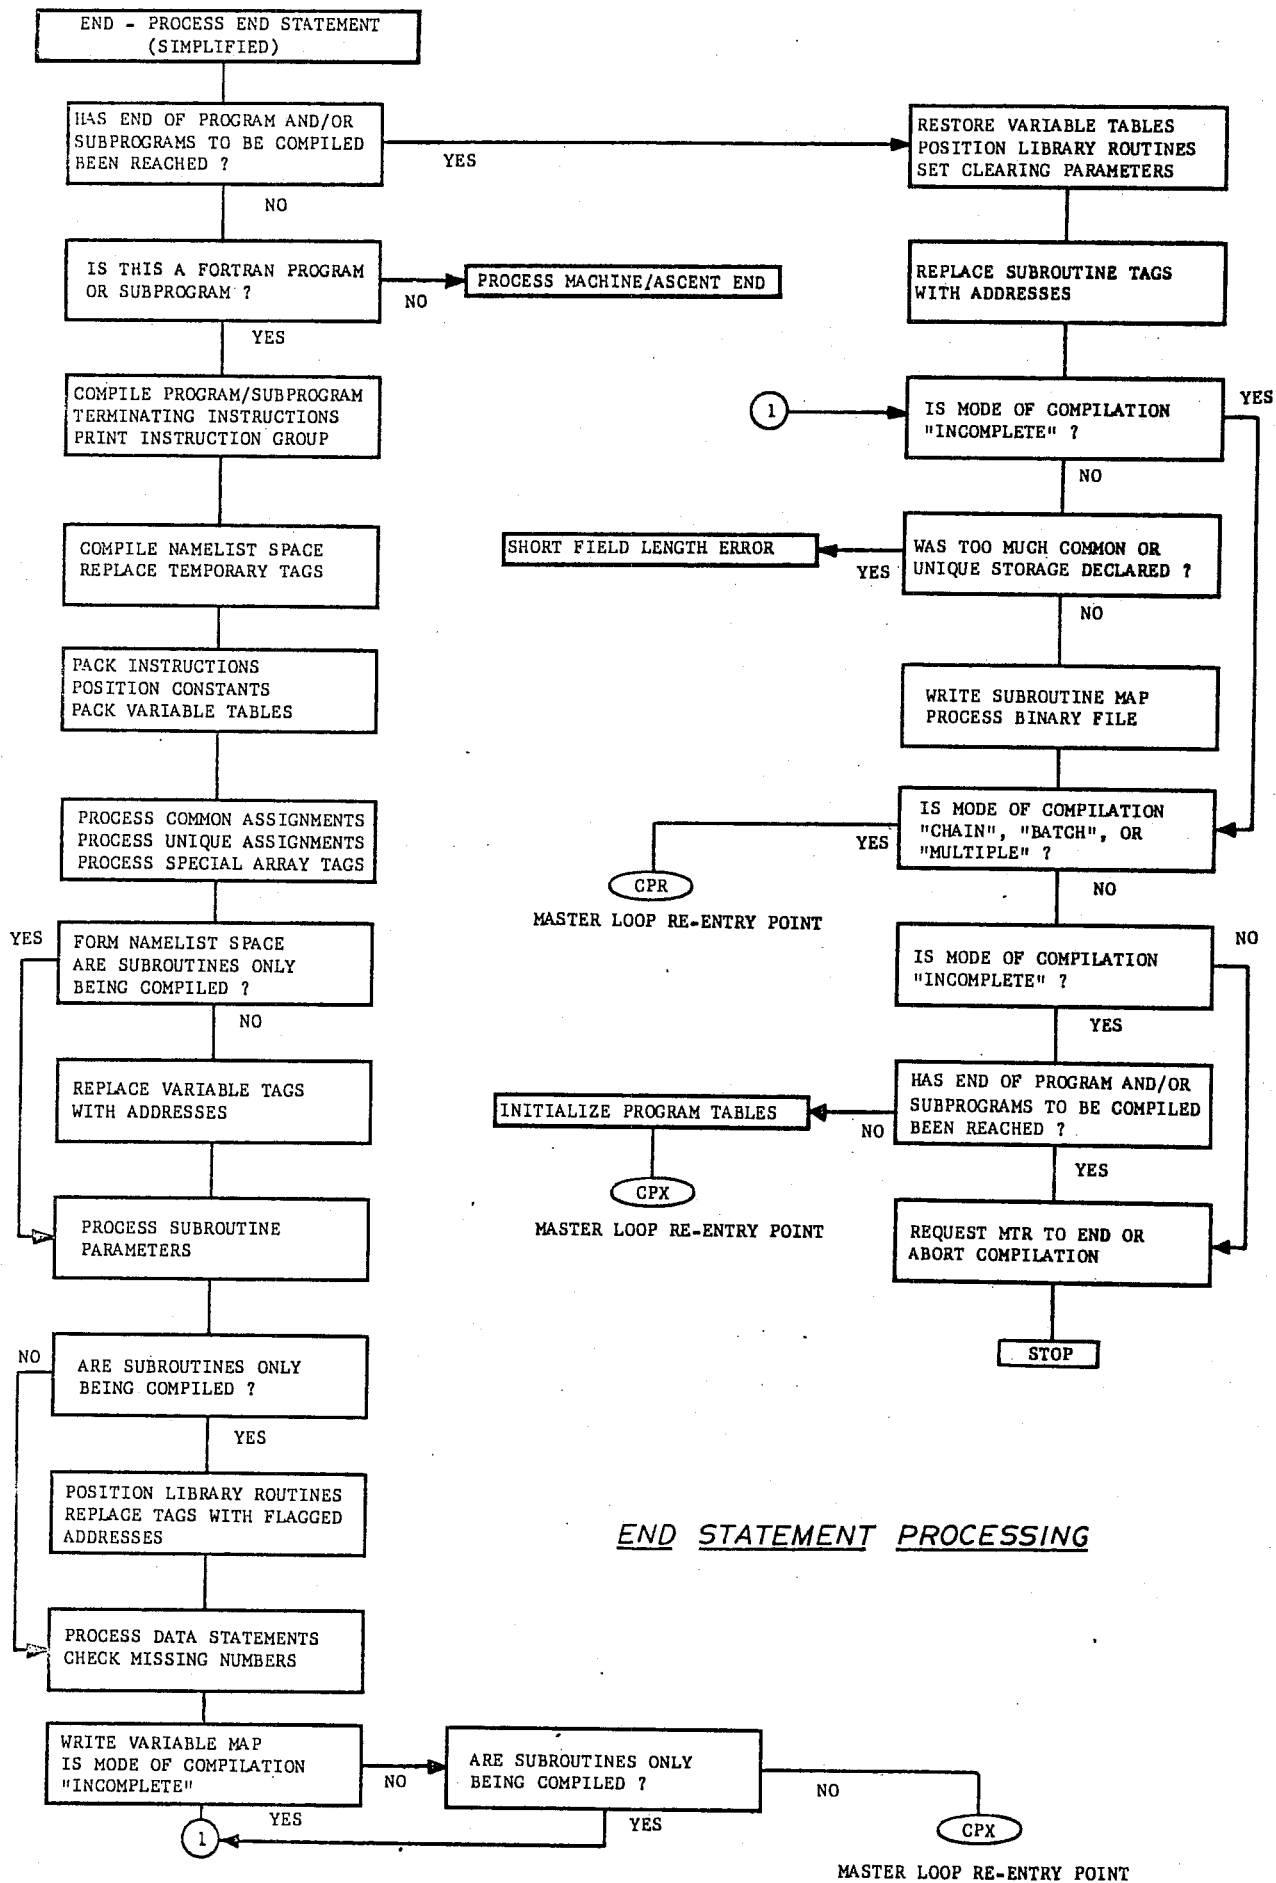 END - PROCESS END STATEMENT
(SIMPLIFIED)
HAS END OF PROGRAM AND/OR
SUBPROGRAMS TO BE COMPILED
BEEN REACHED ?
YES
NO
IS THIS A FORTRAN PROGRAM
OR SUBPROGRAM ?
NO
PROCESS MACHINE/ASCENT END
YES
COMPILE PROGRAM/SUBPROGRAM
TERMINATING INSTRUCTIONS
PRINT INSTRUCTION GROUP
COMPILE NAMELIST SPACE
REPLACE TEMPORARY TAGS
PACK INSTRUCTIONS
POSITION CONSTANTS
PACK VARIABLE TABLES
PROCESS COMMON ASSIGNMENTS
PROCESS UNIQUE ASSIGNMENTS
PROCESS SPECIAL ARRAY TAGS
YES
FORM NAMELIST SPACE
ARE SUBROUTINES ONLY
BEING COMPILED ?
NO
REPLACE VARIABLE TAGS
WITH ADDRESSES
PROCESS SUBROUTINE
PARAMETERS
NO
ARE SUBROUTINES ONLY
BEING COMPILED ?
YES
POSITION LIBRARY ROUTINES
REPLACE TAGS WITH FLAGGED
ADDRESSES
PROCESS DATA STATEMENTS
CHECK MISSING NUMBERS
WRITE VARIABLE MAP
IS MODE OF COMPILATION
"INCOMPLETE"
NO
YES
1
ARE SUBROUTINES ONLY
BEING COMPILED ?
YES
NO
CPX
MASTER LOOP RE-ENTRY POINT
RESTORE VARIABLE TABLES
POSITION LIBRARY ROUTINES
SET CLEARING PARAMETERS
REPLACE SUBROUTINE TAGS
WITH ADDRESSES
1
IS MODE OF COMPILATION
"INCOMPLETE" ?
YES
NO
SHORT FIELD LENGTH ERROR
YES
WAS TOO MUCH COMMON OR
UNIQUE STORAGE DECLARED ?
NO
WRITE SUBROUTINE MAP
PROCESS BINARY FILE
IS MODE OF COMPILATION
"CHAIN", "BATCH", OR
"MULTIPLE" ?
YES
CPR
MASTER LOOP RE-ENTRY POINT
NO
IS MODE OF COMPILATION
"INCOMPLETE" ?
NO
YES
HAS END OF PROGRAM AND/OR
SUBPROGRAMS TO BE COMPILED
BEEN REACHED ?
NO
INITIALIZE PROGRAM TABLES
CPX
MASTER LOOP RE-ENTRY POINT
YES
REQUEST MTR TO END OR
ABORT COMPILATION
STOP
END STATEMENT PROCESSING